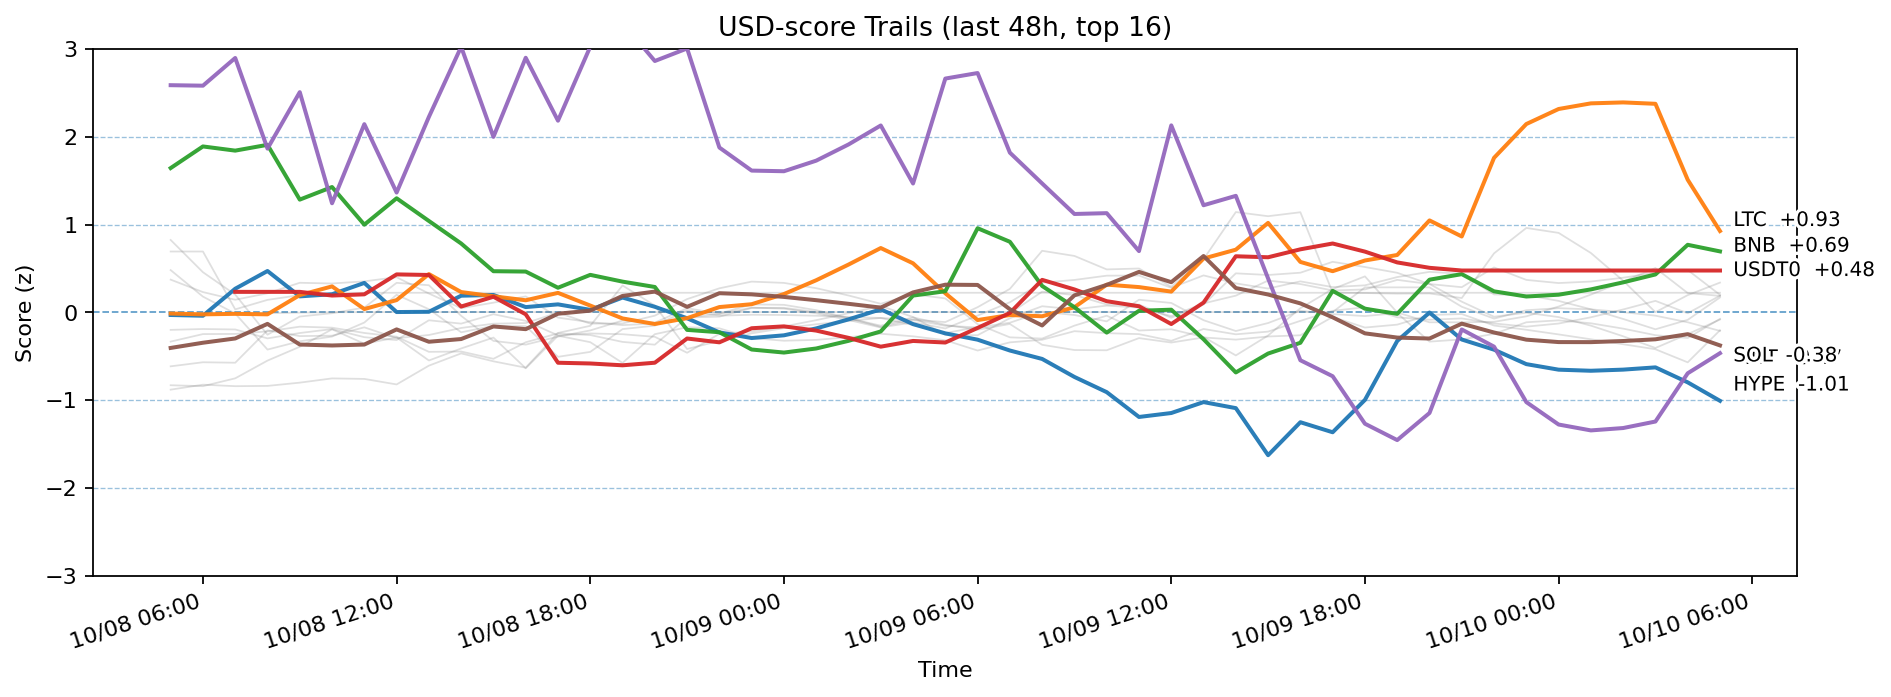 USD-score Trails (last 48h, top 16)
Score (z)
3
2
1
0
−1
−2
−3
LTC +0.93
BNB +0.69
USDT0 +0.48
-0.38
HYPE -1.01
10/08 06:00
10/08 12:00
10/08 18:00
10/09 00:00
10/09 06:00
10/09 12:00
10/09 18:00
10/10 00:00
10/10 06:00
Time